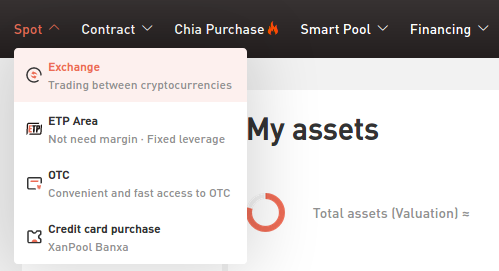 Spot Contract Chia Purchase Smart Pool Financing
Exchange
Trading between cryptocurrencies
ETP Area
ETP
Not need margin · Fixed leverage
OTC
Convenient and fast access to OTC
Credit card purchase
XanPool Banxa
My assets
Total assets (Valuation) ≈